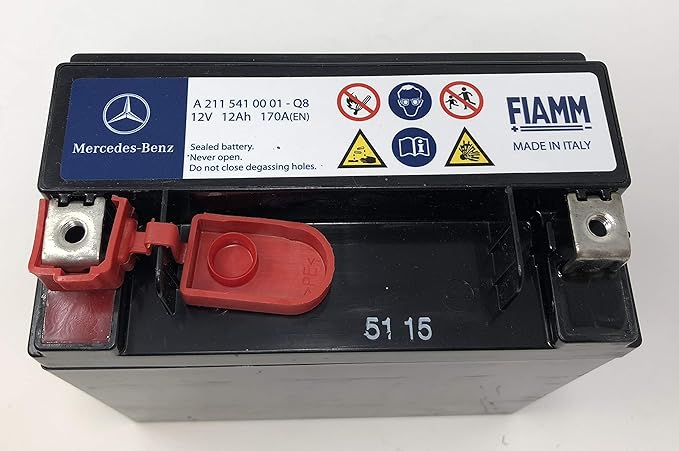 A 211 541 00 01 - Q8
12V 12Ah 170A(EN)
Mercedes-Benz
Sealed battery.
Never open.
Do not close degassing holes.
FIAMM
MADE IN ITALY
>PE<
51 15